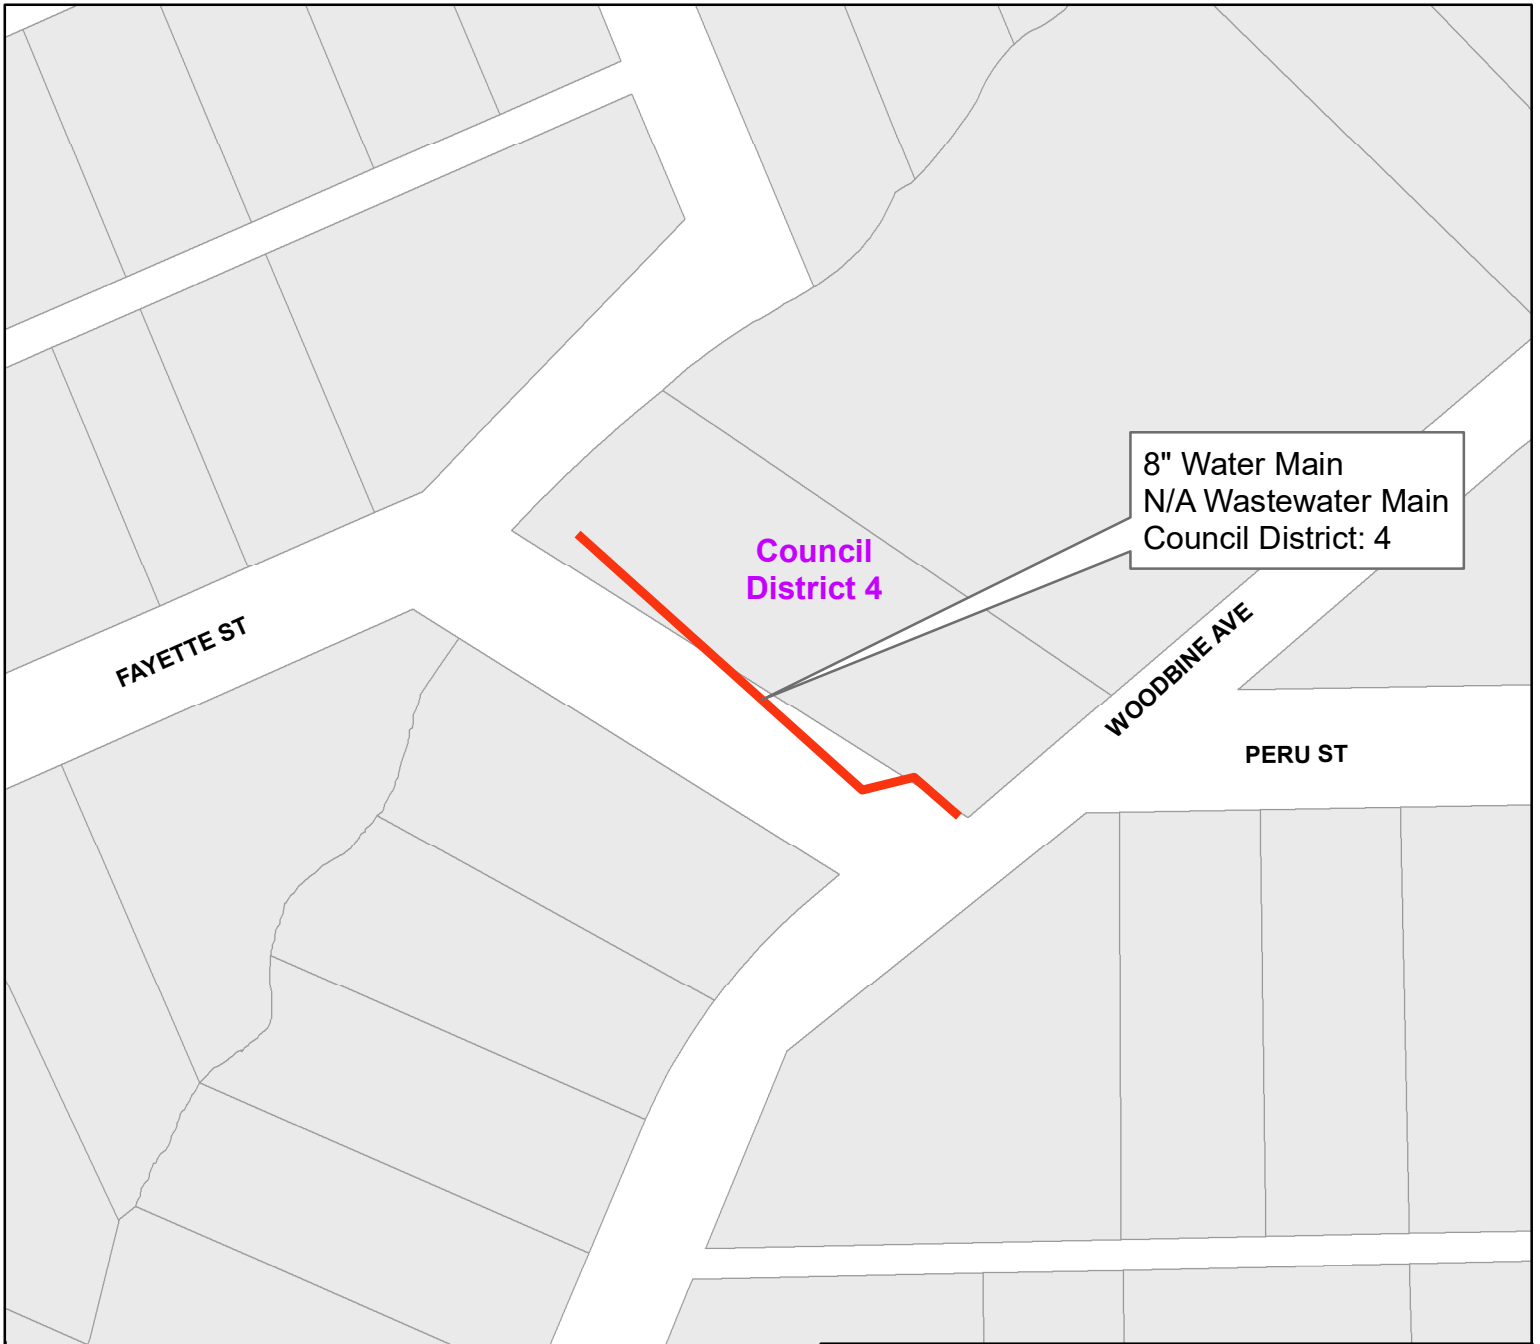 8" Water Main
N/A Wastewater Main
Council District: 4
Council
District 4
FAYETTE ST
WOODBINE AVE
PERU ST